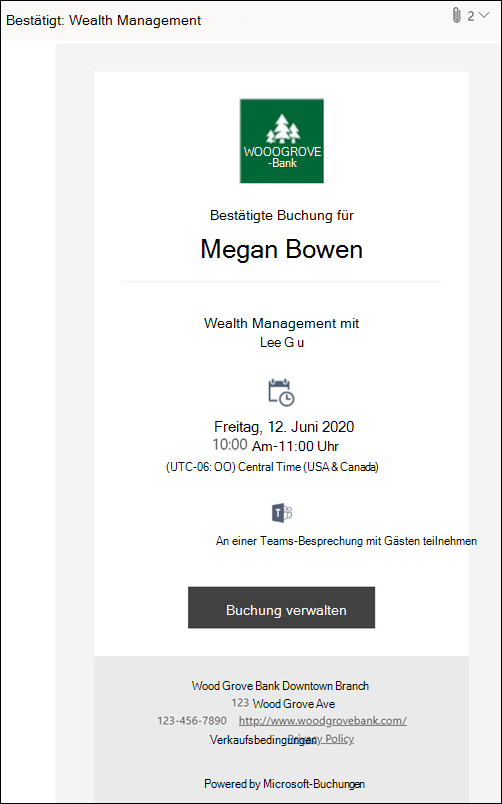 Bestätigt: Wealth Management
2
WOOOGROVE
-Bank
Bestätigte Buchung für
Megan Bowen
Wealth Management mit
Lee G u
Freitag, 12. Juni 2020
10:00 Am-11:00 Uhr
(UTC-06: OO) Central Time (USA & Canada)
T
An einer Teams-Besprechung mit Gästen teilnehmen
Buchung verwalten
Wood Grove Bank Downtown Branch
123 Wood Grove Ave
123-456-7890 http://www.woodgrovebank.com/
Verkaufsbedingungen Privacy Policy
Powered by Microsoft-Buchungen